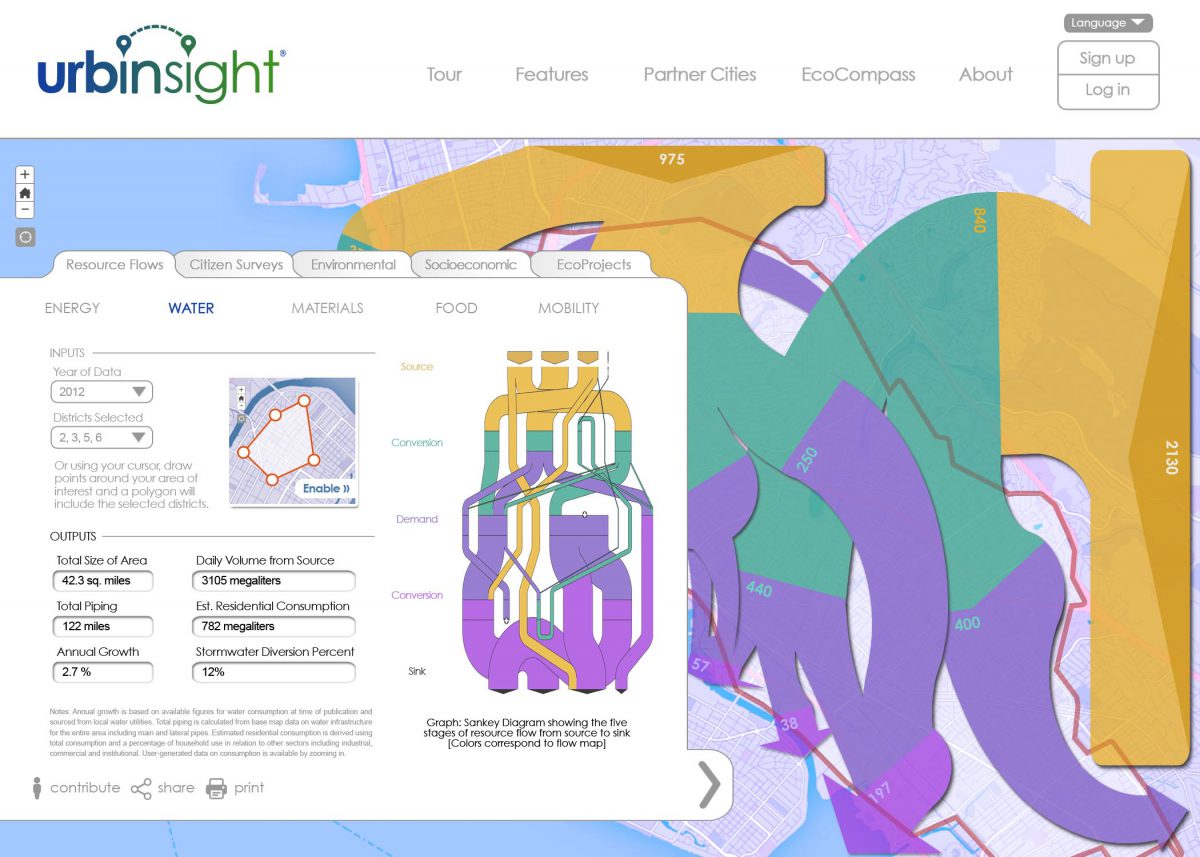 Language
urbinsight®
Tour
Features
Partner Cities
EcoCompass
About
Sign up
Log in
975
840
2130
250
440
400
57
38
197
Resource Flows
Citizen Surveys
Environmental
Socioeconomic
EcoProjects
ENERGY
WATER
MATERIALS
FOOD
MOBILITY
INPUTS
Year of Data
2012
Districts Selected
2, 3, 5, 6
Or using your cursor, draw
points around your area of
interest and a polygon will
include the selected districts.
Enable »
OUTPUTS
Total Size of Area
42.3 sq. miles
Daily Volume from Source
3105 megaliters
Total Piping
122 miles
Est. Residential Consumption
782 megaliters
Annual Growth
2.7 %
Stormwater Diversion Percent
12%
Notes: Annual growth is based on available figures for water consumption at time of publication and
sourced from local water utilities. Total piping is calculated from base map data on water infrastructure
for the entire area including main and lateral pipes. Estimated residential consumption is derived using
total consumption and a percentage of household use in relation to other sectors including industrial,
commercial and institutional. User-generated data on consumption is available by zooming in.
Source
Conversion
Demand
Conversion
Sink
Graph: Sankey Diagram showing the five
stages of resource flow from source to sink
[Colors correspond to flow map]
contribute
share
print